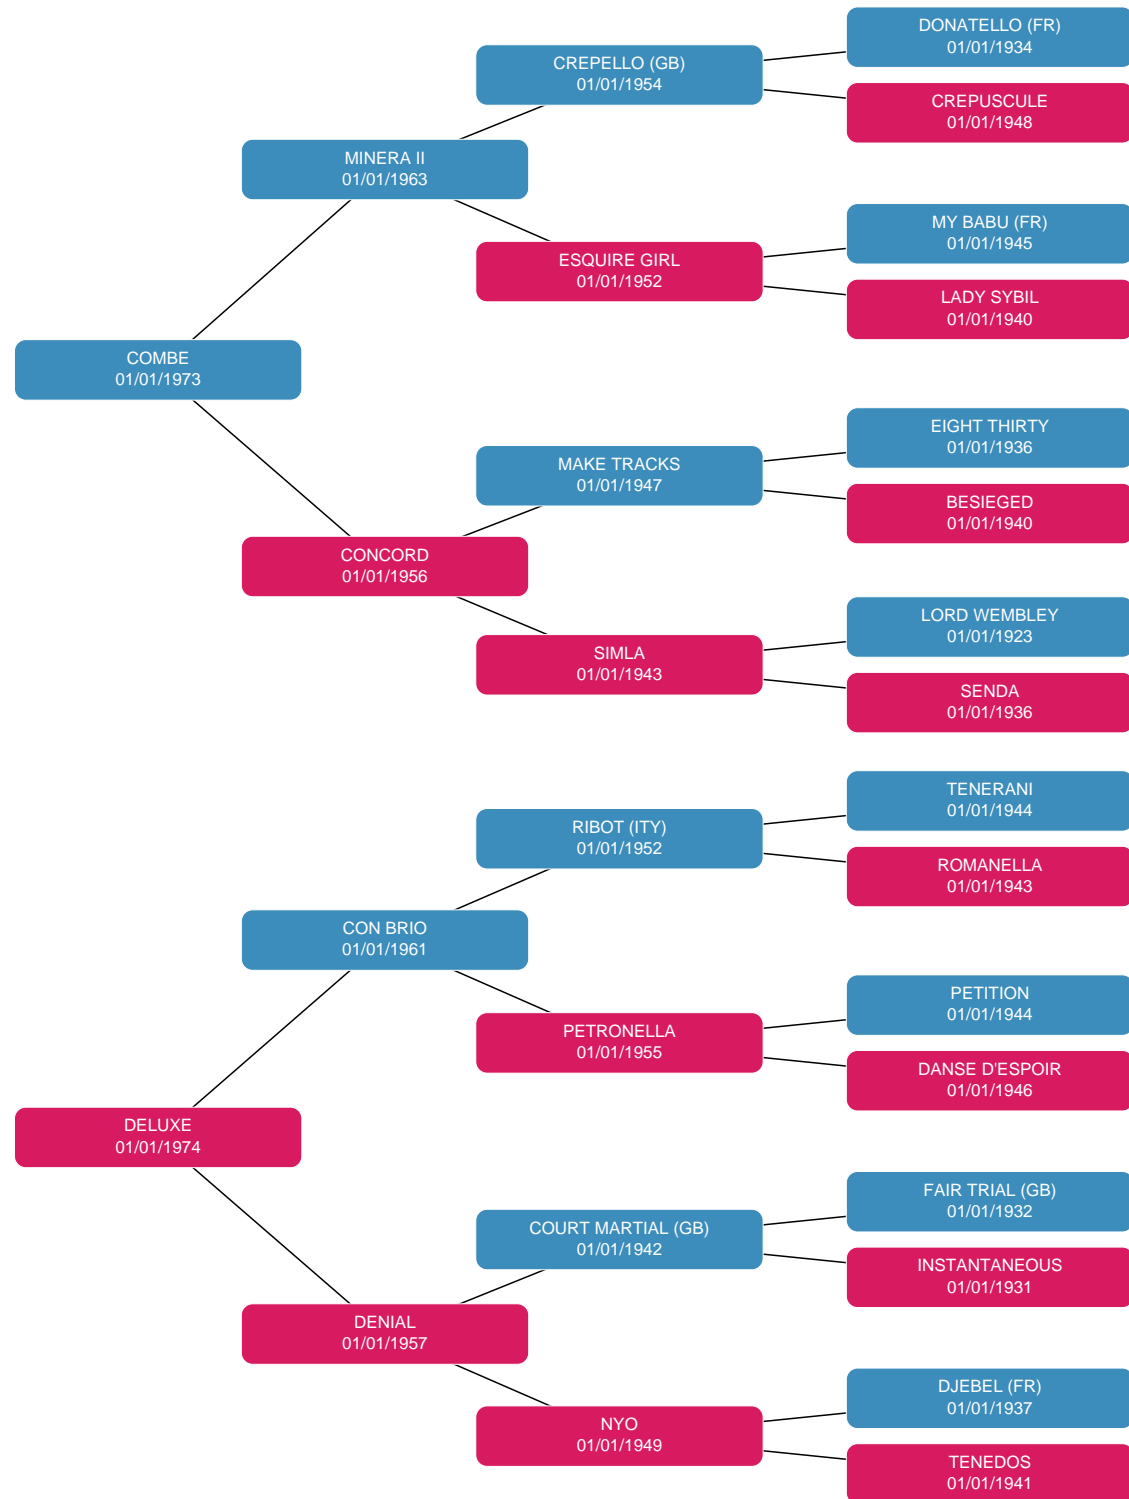 DONATELLO (FR)
01/01/1934
CREPELLO (GB)
01/01/1954
CREPUSCULE
01/01/1948
MINERA II
01/01/1963
MY BABU (FR)
01/01/1945
ESQUIRE GIRL
01/01/1952
LADY SYBIL
01/01/1940
COMBE
01/01/1973
EIGHT THIRTY
01/01/1936
MAKE TRACKS
01/01/1947
BESIEGED
01/01/1940
CONCORD
01/01/1956
LORD WEMBLEY
01/01/1923
SIMLA
01/01/1943
SENDA
01/01/1936
TENERANI
01/01/1944
RIBOT (ITY)
01/01/1952
ROMANELLA
01/01/1943
CON BRIO
01/01/1961
PETITION
01/01/1944
PETRONELLA
01/01/1955
DANSE D'ESPOIR
01/01/1946
DELUXE
01/01/1974
FAIR TRIAL (GB)
01/01/1932
COURT MARTIAL (GB)
01/01/1942
INSTANTANEOUS
01/01/1931
DENIAL
01/01/1957
DJEBEL (FR)
01/01/1937
NYO
01/01/1949
TENEDOS
01/01/1941